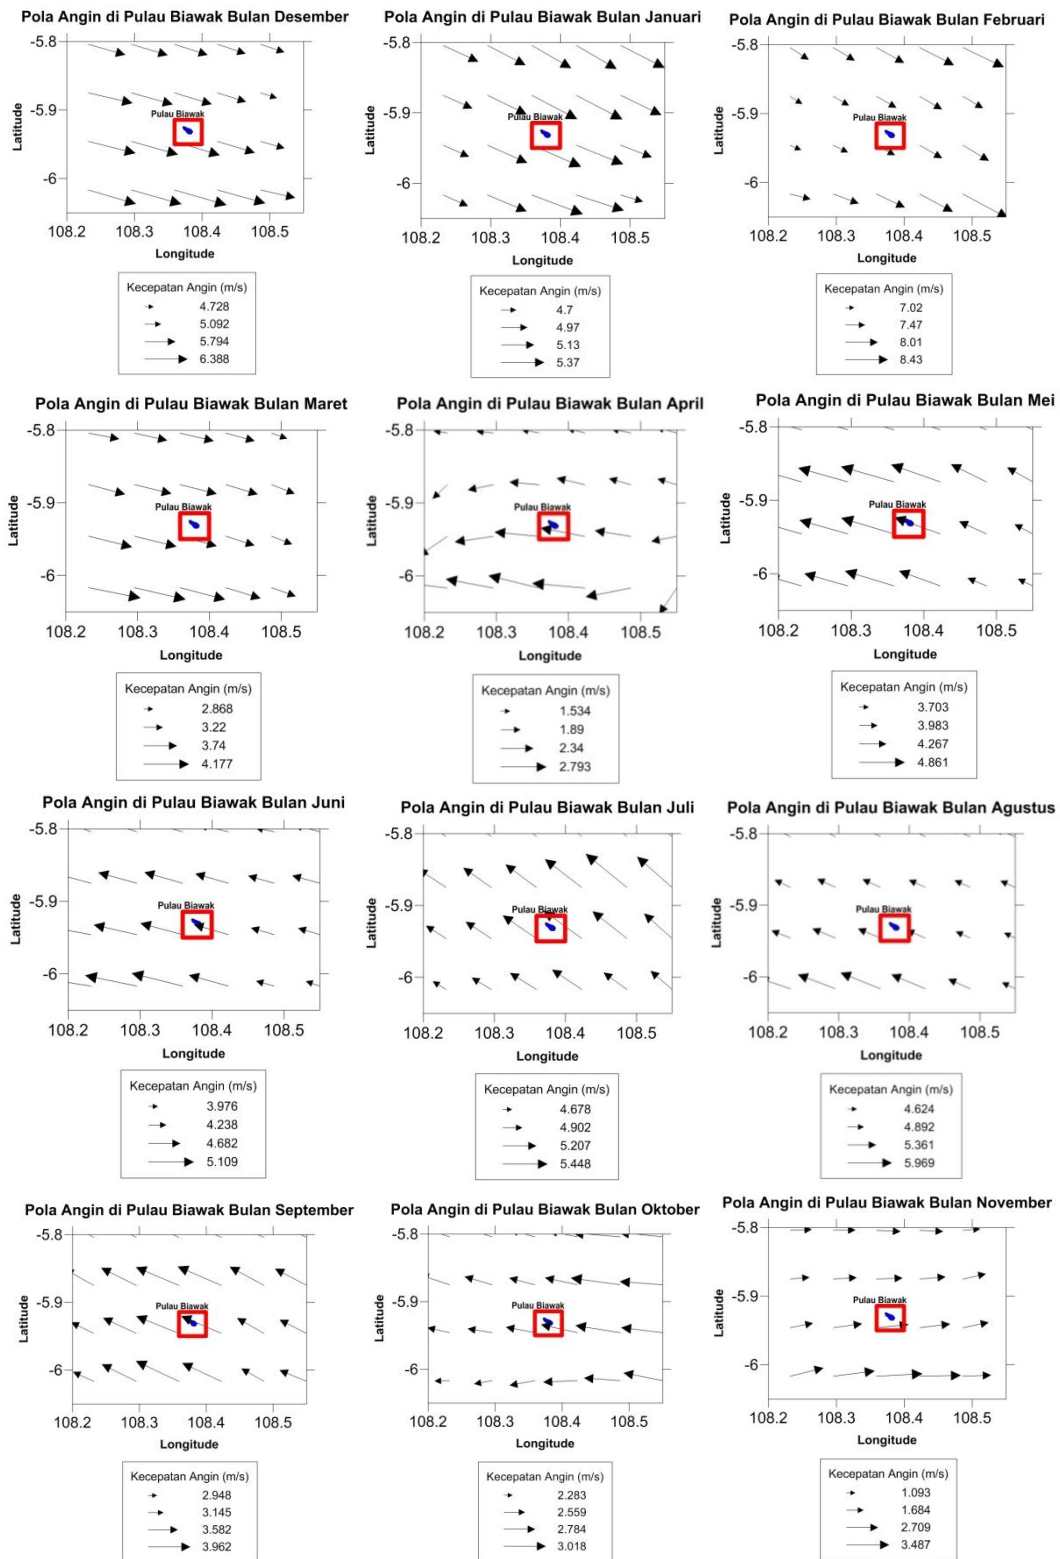 Pola Angin di Pulau Biawak Bulan Desember
-5.8
-5.9
-6
Latitude
Pulau Biawak
108.2 108.3 108.4 108.5
Longitude
Kecepatan Angin (m/s)
4.728
5.092
5.794
6.388
Pola Angin di Pulau Biawak Bulan Januari
-5.8
-5.9
-6
Latitude
Pulau Biawak
108.2 108.3 108.4 108.5
Longitude
Kecepatan Angin (m/s)
4.7
4.97
5.13
5.37
Pola Angin di Pulau Biawak Bulan Februari
-5.8
-5.9
-6
Latitude
Pulau Biawak
108.2 108.3 108.4 108.5
Longitude
Kecepatan Angin (m/s)
7.02
7.47
8.01
8.43
Pola Angin di Pulau Biawak Bulan Maret
-5.8
-5.9
-6
Latitude
Pulau Biawak
108.2 108.3 108.4 108.5
Longitude
Kecepatan Angin (m/s)
2.868
3.22
3.74
4.177
Pola Angin di Pulau Biawak Bulan April
-5.8
-5.9
-6
Latitude
Pulau Biawak
108.2 108.3 108.4 108.5
Longitude
Kecepatan Angin (m/s)
1.534
1.89
2.34
2.793
Pola Angin di Pulau Biawak Bulan Mei
-5.8
-5.9
-6
Latitude
Pulau Biawak
108.2 108.3 108.4 108.5
Longitude
Kecepatan Angin (m/s)
3.703
3.983
4.267
4.861
Pola Angin di Pulau Biawak Bulan Juni
-5.8
-5.9
-6
Latitude
Pulau Biawak
108.2 108.3 108.4 108.5
Longitude
Kecepatan Angin (m/s)
3.976
4.238
4.682
5.109
Pola Angin di Pulau Biawak Bulan Juli
-5.8
-5.9
-6
Latitude
Pulau Biawak
108.2 108.3 108.4 108.5
Longitude
Kecepatan Angin (m/s)
4.678
4.902
5.207
5.448
Pola Angin di Pulau Biawak Bulan Agustus
-5.8
-5.9
-6
Latitude
Pulau Biawak
108.2 108.3 108.4 108.5
Longitude
Kecepatan Angin (m/s)
4.624
4.892
5.361
5.969
Pola Angin di Pulau Biawak Bulan September
-5.8
-5.9
-6
Latitude
Pulau Biawak
108.2 108.3 108.4 108.5
Longitude
Kecepatan Angin (m/s)
2.948
3.145
3.582
3.962
Pola Angin di Pulau Biawak Bulan Oktober
-5.8
-5.9
-6
Latitude
Pulau Biawak
108.2 108.3 108.4 108.5
Longitude
Kecepatan Angin (m/s)
2.283
2.559
2.784
3.018
Pola Angin di Pulau Biawak Bulan November
-5.8
-5.9
-6
Latitude
Pulau Biawak
108.2 108.3 108.4 108.5
Longitude
Kecepatan Angin (m/s)
1.093
1.684
2.709
3.487